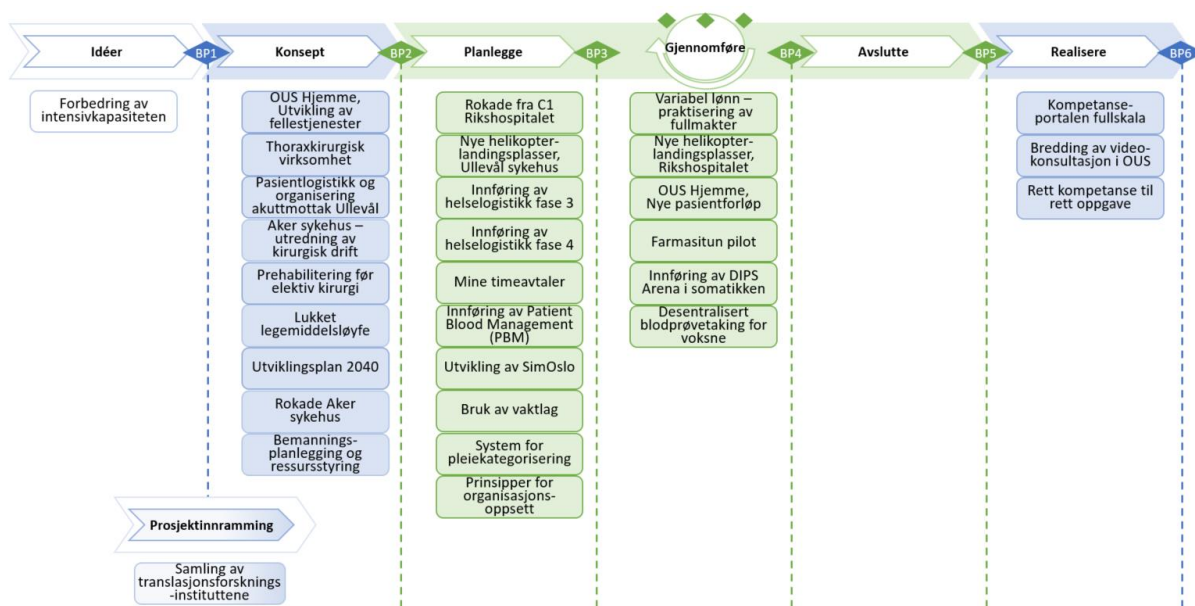 Idéer
BP1
Konsept
BP2
Planlegge
BP3
Gjennomføre
BP4
Avslutte
BP5
Realisere
BP6
Forbedring av
intensivkapasiteten
OUS Hjemme,
Utvikling av
fellestjenester
Thoraxkirurgisk
virksomhet
Pasientlogistikk og
organisering
akuttmottak Ullevål
Aker sykehus –
utredning av
kirurgisk drift
Prehabilitering før
elektiv kirurgi
Lukket
legemiddelsløyfe
Utviklingsplan 2040
Rokade Aker
sykehus
Bemannings-
planlegging og
ressursstyring
Rokade fra C1
Rikshospitalet
Nye helikopter-
landingsplasser,
Ullevål sykehus
Innføring av
helselogistikk fase 3
Innføring av
helselogistikk fase 4
Mine timeavtaler
Innføring av Patient
Blood Management
(PBM)
Utvikling av SimOslo
Bruk av vaktlag
System for
pleiekategorisering
Prinsipper for
organisasjons-
oppsett
Variabel lønn –
praktisering av
fullmakter
Nye helikopter-
landingsplasser,
Rikshospitalet
OUS Hjemme,
Nye pasientforløp
Farmasitun pilot
Innføring av DIPS
Arena i somatikken
Desentralisert
blodprøvetaking for
voksne
Kompetanse-
portalen fullskala
Bredding av video-
konsultasjon i OUS
Rett kompetanse til
rett oppgave
Prosjektinnramming
Samling av
translasjonsforsknings
-instituttene